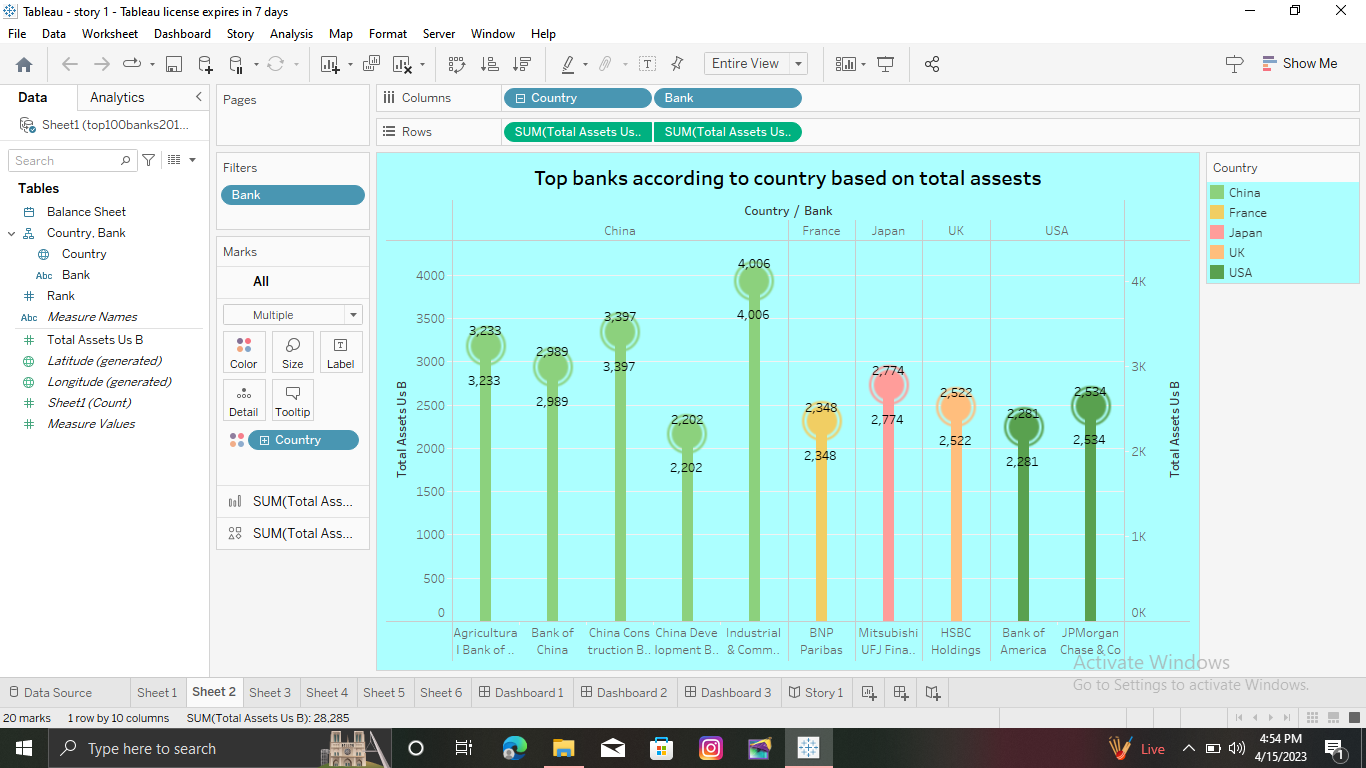 Tableau - story 1 - Tableau license expires in 7 days
File Data Worksheet Dashboard Story Analysis Map Format Server Window Help
Entire View
Show Me
Data Analytics
Sheet1 (top100banks201...
Search
Tables
Balance Sheet
Country, Bank
Country
Abc Bank
Rank
Abc Measure Names
Total Assets Us B
Latitude (generated)
Longitude (generated)
Sheet1 (Count)
Measure Values
Pages
Filters
Bank
Marks
All
Multiple
Color Size Label
Detail Tooltip
Country
SUM(Total Ass...
SUM(Total Ass...
Columns Country Bank
Rows SUM(Total Assets Us.. SUM(Total Assets Us..
Top banks according to country based on total assests
Country / Bank
China France Japan UK USA
Total Assets Us B
4000
3500
3000
2500
2000
1500
1000
500
0
3,233
3,233
2,989
2,989
3,397
3,397
2,202
2,202
4,006
4,006
2,348
2,348
2,774
2,774
2,522
2,522
2,281
2,281
2,534
2,534
4K
3K
2K
1K
0K
Total Assets Us B
Agricultura
l Bank of ..
Bank of
China
China Cons
truction B..
China Deve
lopment B..
Industrial
& Comm..
BNP
Paribas
Mitsubishi
UFJ Fina..
HSBC
Holdings
Bank of
America
JPMorgan
Chase & Co
Country
China
France
Japan
UK
USA
Activate Windows
Go to Settings to activate Windows.
Data Source Sheet 1 Sheet 2 Sheet 3 Sheet 4 Sheet 5 Sheet 6 Dashboard 1 Dashboard 2 Dashboard 3 Story 1
20 marks 1 row by 10 columns SUM(Total Assets Us B): 28,285
Type here to search
Live
4:54 PM
4/15/2023
1